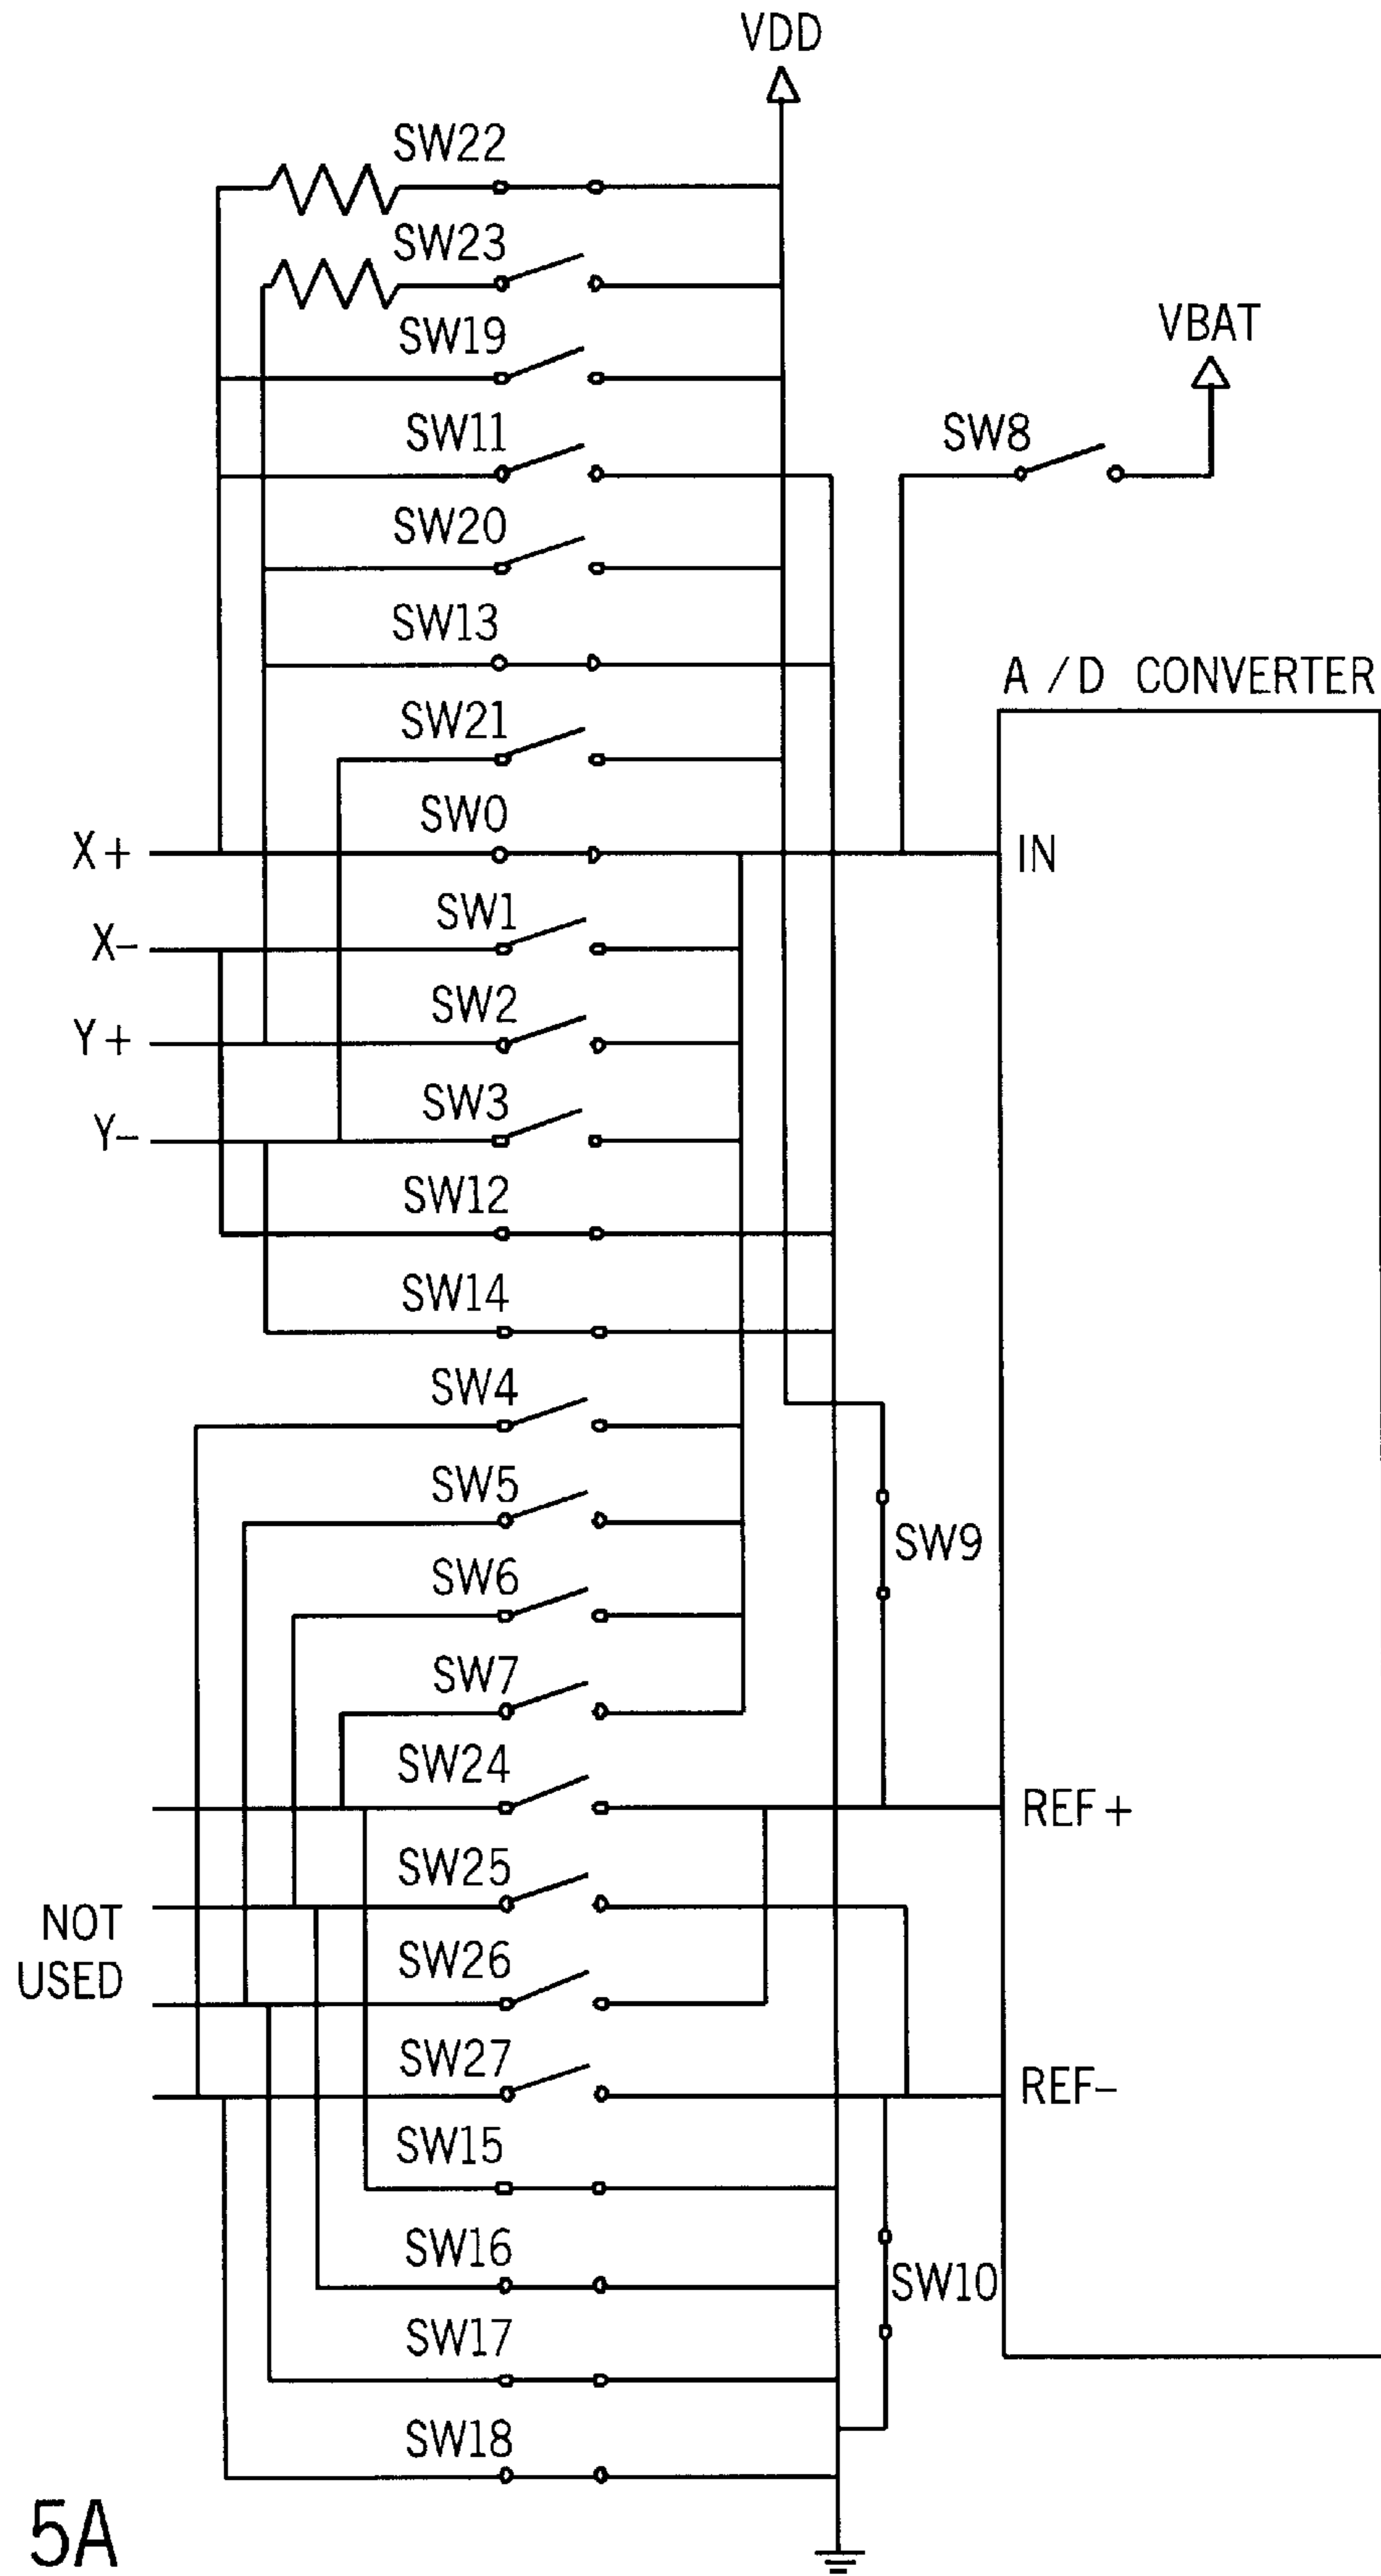 VDD
SW22
SW23
SW19
VBAT
SW11
SW8
SW20
SW13
A/D CONVERTER
SW21
SW0
X+
IN
SW1
X-
SW2
Y+
SW3
Y-
SW12
SW14
SW4
SW5
SW9
SW6
SW7
SW24
REF+
SW25
NOT
USED
SW26
SW27
REF-
SW15
SW16
SW10
SW17
SW18
5A